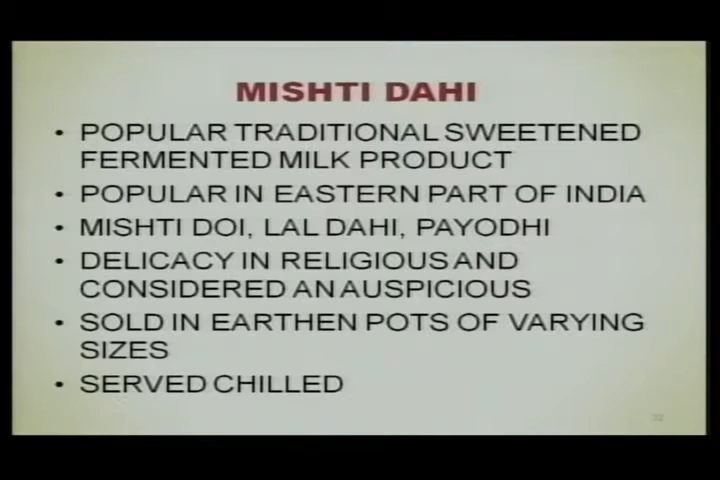 MISHTI DAHI
• POPULAR TRADITIONAL SWEETENED
FERMENTED MILK PRODUCT
• POPULAR IN EASTERN PART OF INDIA
• MISHTI DOI, LAL DAHI, PAYODHI
• DELICACY IN RELIGIOUS AND
CONSIDERED AN AUSPICIOUS
• SOLD IN EARTHEN POTS OF VARYING
SIZES
• SERVED CHILLED
32